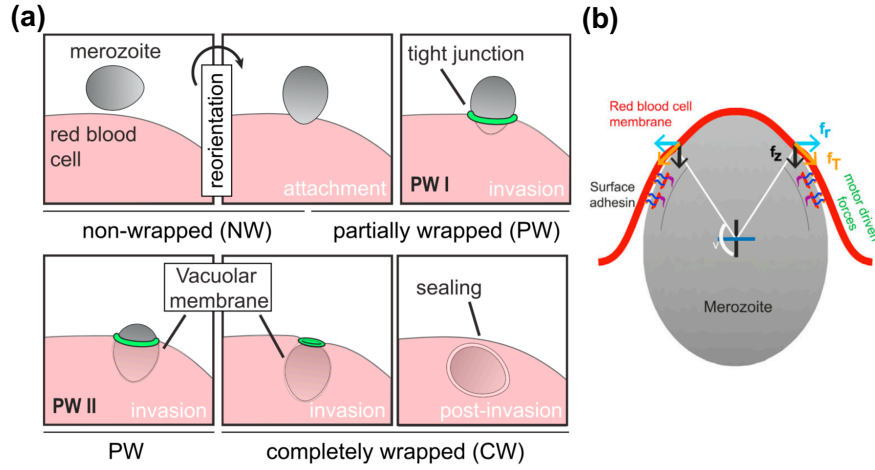 (a)
merozoite
red blood
cell
reorientation
attachment
tight junction
PW I
invasion
non-wrapped (NW)
partially wrapped (PW)
Vacuolar
membrane
PW II
invasion
invasion
sealing
post-invasion
PW
completely wrapped (CW)
(b)
Red blood cell
membrane
fr
fz
fT
Surface
adhesin
motor driven
forces
v
Merozoite